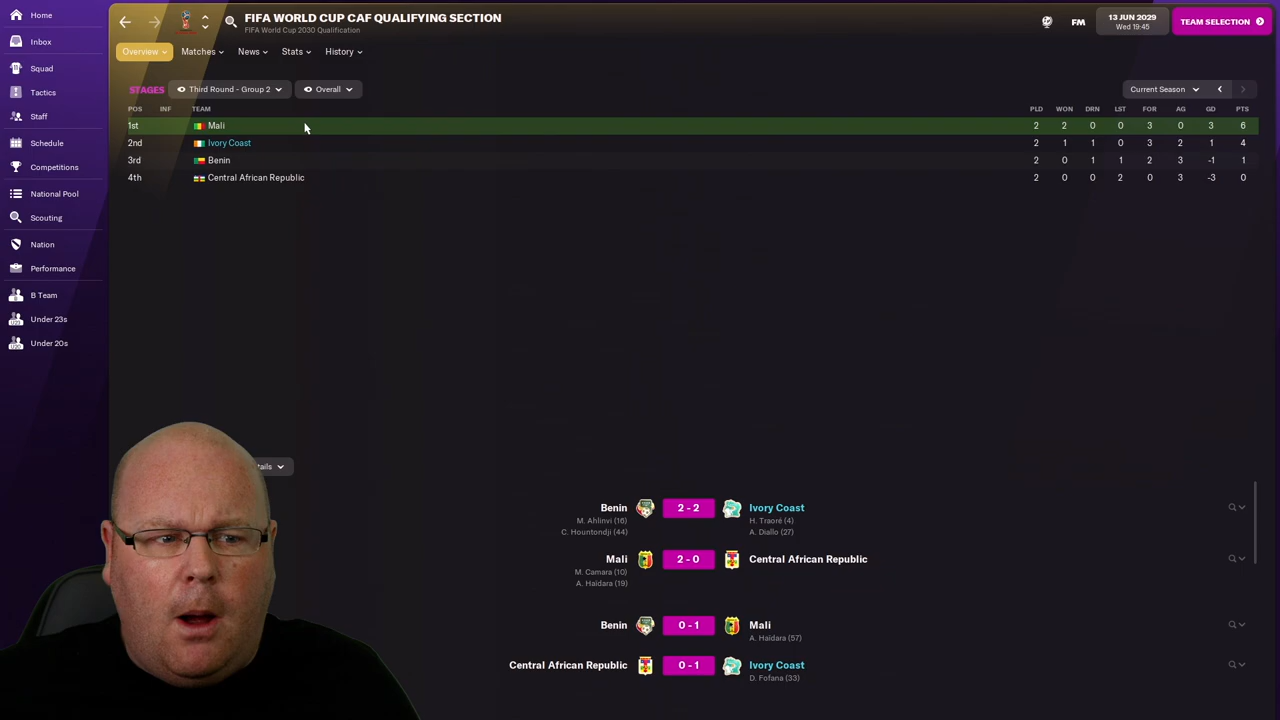 Home
Inbox
Squad
Tactics
Staff
Schedule
Competitions
National Pool
Scouting
Nation
Performance
B Team
Under 23s
Under 20s
FIFA WORLD CUP CAF QUALIFYING SECTION
FIFA World Cup 2030 Qualification
FM
13 JUN 2029
Wed 19:45
TEAM SELECTION
Overview Matches News Stats History
STAGES Third Round - Group 2 Overall Current Season
POS INF TEAM PLD WON DRN LST FOR AG GD PTS
1st Mali 2 2 0 0 3 0 3 6
2nd Ivory Coast 2 1 1 0 3 2 1 4
3rd Benin 2 0 1 1 2 3 -1 1
4th Central African Republic 2 0 0 2 0 3 -3 0
Benin 2 - 2 Ivory Coast
M. Ahlinvi (16) H. Traoré (4)
C. Hountondji (44) A. Diallo (27)
Mali 2 - 0 Central African Republic
M. Camara (10)
A. Haïdara (19)
Benin 0 - 1 Mali
A. Haïdara (57)
Central African Republic 0 - 1 Ivory Coast
D. Fofana (33)